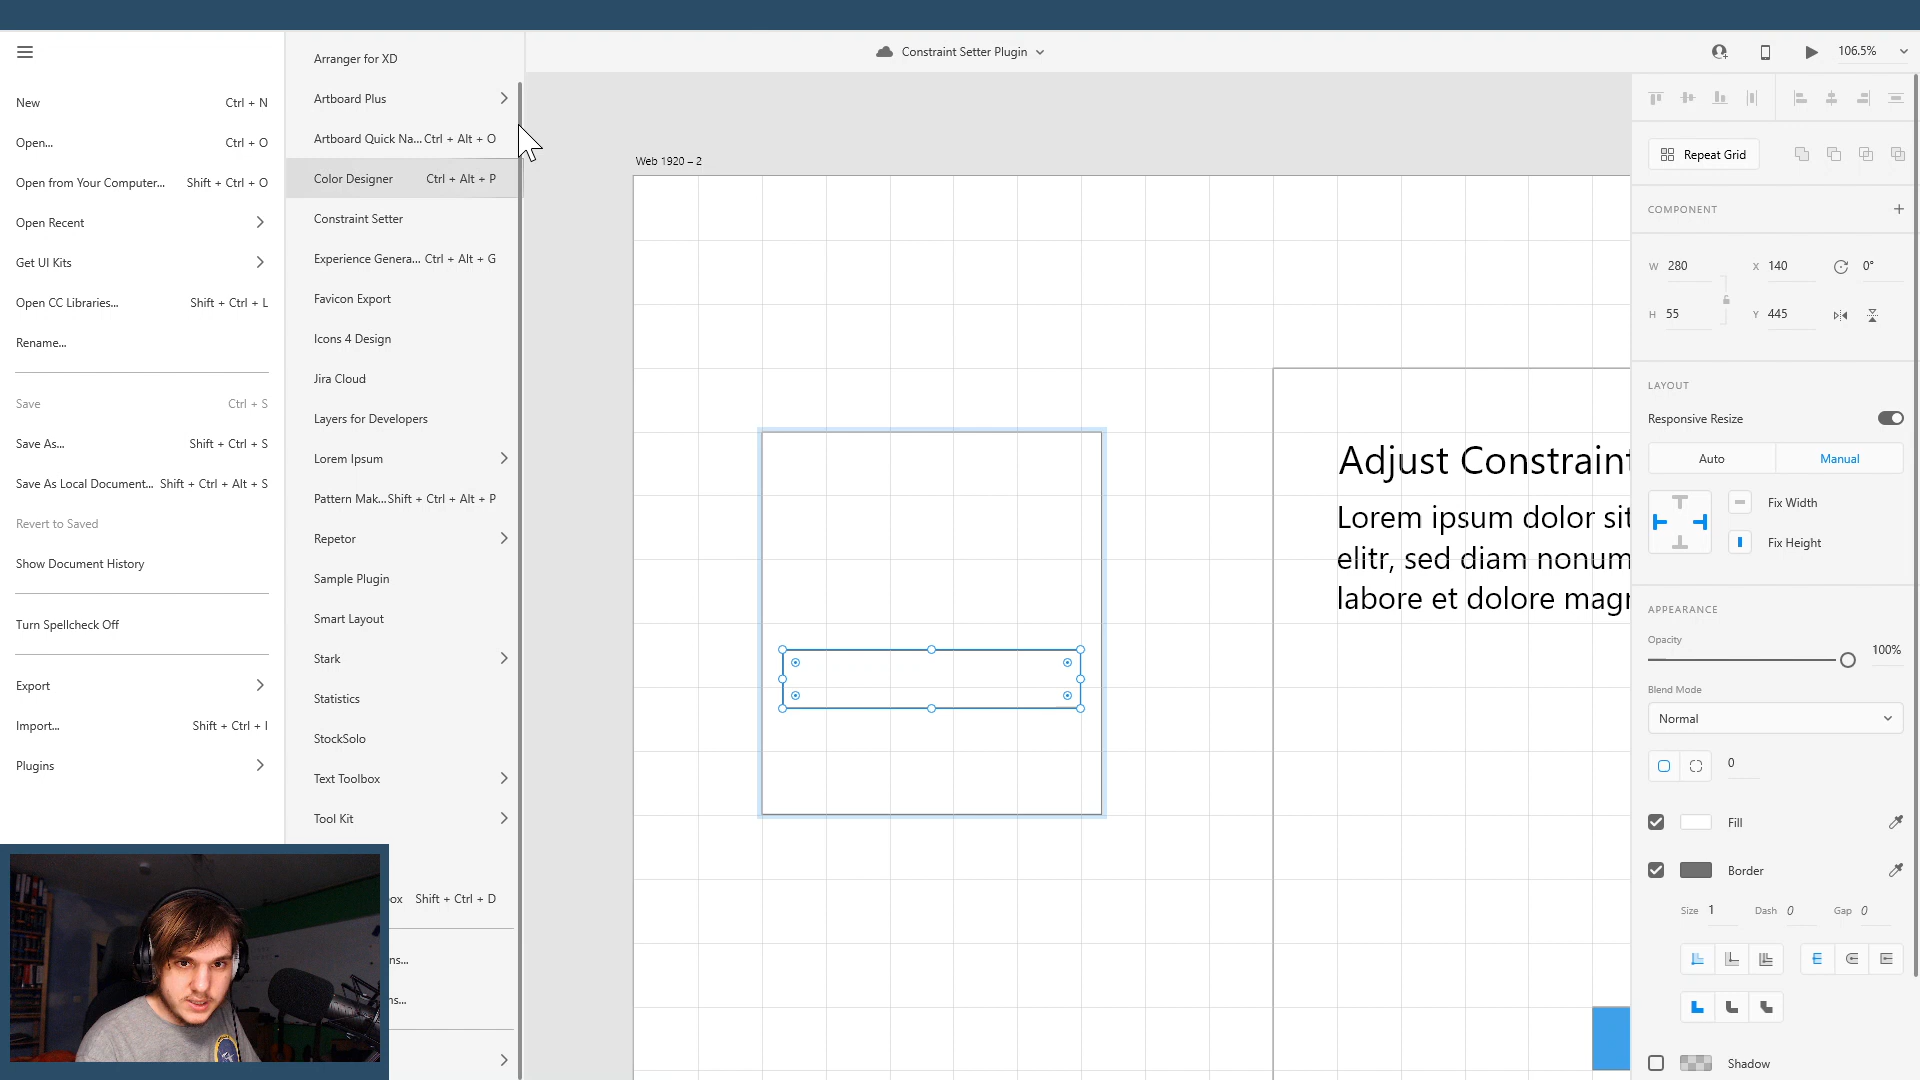 Constraint Setter Plugin
106.5%
New Ctrl + N
Open... Ctrl + O
Open from Your Computer... Shift + Ctrl + O
Open Recent
Get UI Kits
Open CC Libraries... Shift + Ctrl + L
Rename...
Save Ctrl + S
Save As... Shift + Ctrl + S
Save As Local Document... Shift + Ctrl + Alt + S
Revert to Saved
Show Document History
Turn Spellcheck Off
Export
Import... Shift + Ctrl + I
Plugins
Arranger for XD
Artboard Plus
Artboard Quick Na... Ctrl + Alt + O
Color Designer Ctrl + Alt + P
Constraint Setter
Experience Genera... Ctrl + Alt + G
Favicon Export
Icons 4 Design
Jira Cloud
Layers for Developers
Lorem Ipsum
Pattern Mak... Shift + Ctrl + Alt + P
Repetor
Sample Plugin
Smart Layout
Stark
Statistics
StockSolo
Text Toolbox
Tool Kit
ox Shift + Ctrl + D
ns...
ns...
Web 1920 – 2
Adjust Constraint
Lorem ipsum dolor sit
elitr, sed diam nonum
labore et dolore magn
Repeat Grid
COMPONENT
W 280 X 140 0°
H 55 Y 445
LAYOUT
Responsive Resize
Auto Manual
Fix Width
Fix Height
APPEARANCE
Opacity
100%
Blend Mode
Normal
0
Fill
Border
Size 1 Dash 0 Gap 0
Shadow